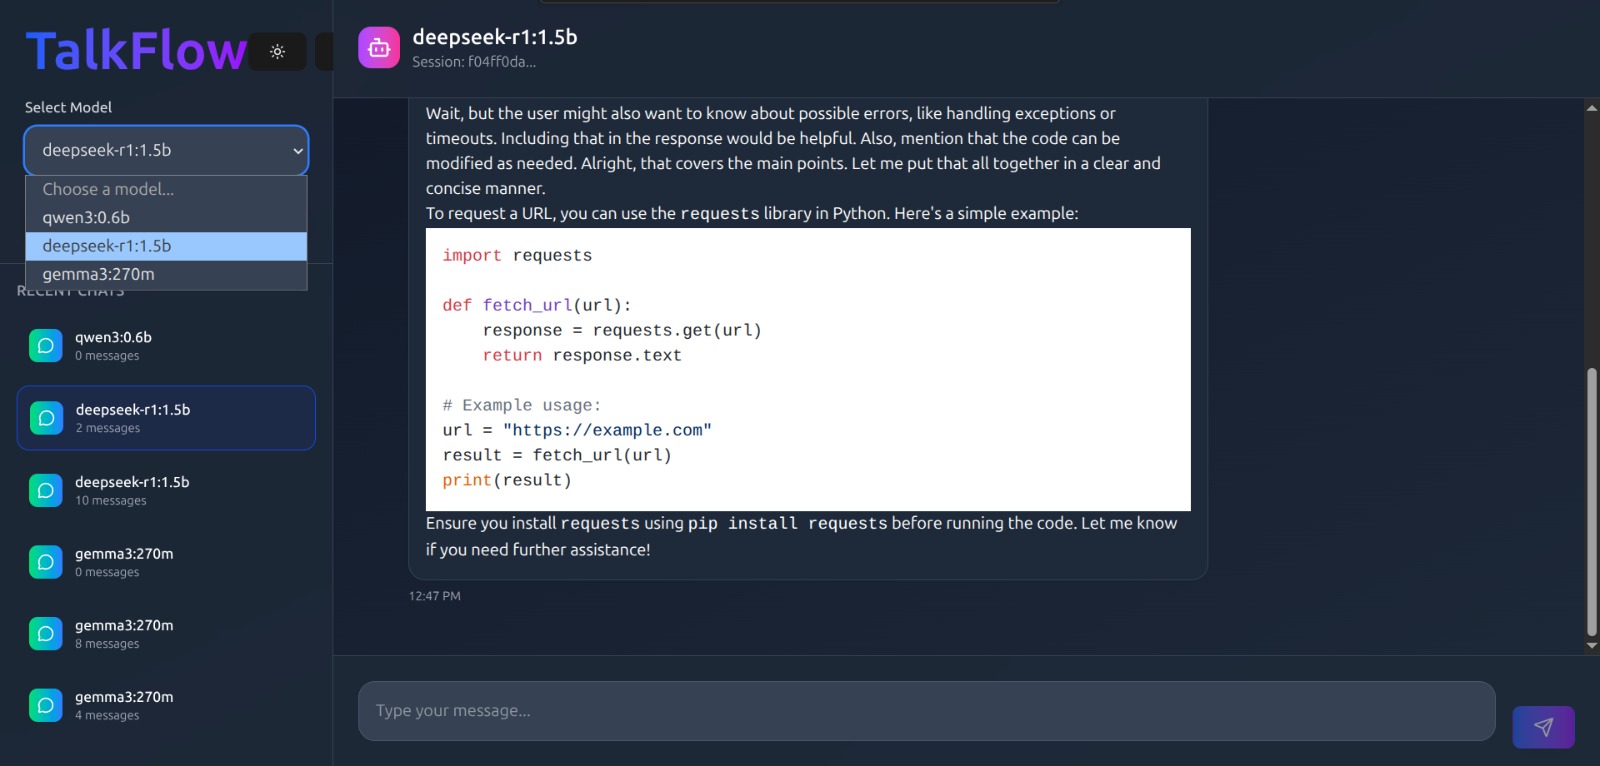 TalkFlow
Select Model
deepseek-r1:1.5b
Choose a model...
qwen3:0.6b
deepseek-r1:1.5b
gemma3:270m
RECENT CHATS
qwen3:0.6b
0 messages
deepseek-r1:1.5b
2 messages
deepseek-r1:1.5b
10 messages
gemma3:270m
0 messages
gemma3:270m
8 messages
gemma3:270m
4 messages
deepseek-r1:1.5b
Session: f04ff0da...
Wait, but the user might also want to know about possible errors, like handling exceptions or
timeouts. Including that in the response would be helpful. Also, mention that the code can be
modified as needed. Alright, that covers the main points. Let me put that all together in a clear and
concise manner.
To request a URL, you can use the requests library in Python. Here's a simple example:
import requests
def fetch_url(url):
    response = requests.get(url)
    return response.text
# Example usage:
url = "https://example.com"
result = fetch_url(url)
print(result)
Ensure you install requests using pip install requests before running the code. Let me know
if you need further assistance!
12:47 PM
Type your message...